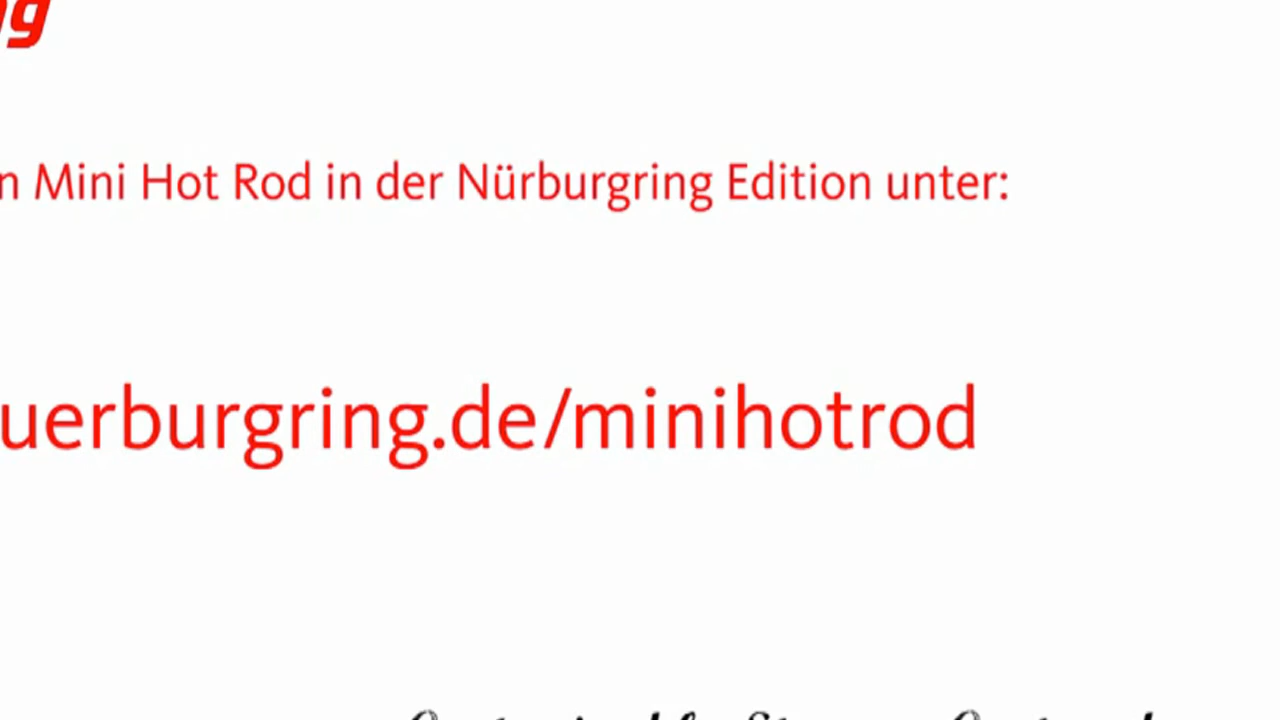 n Mini Hot Rod in der Nürburgring Edition unter:
uerburgring.de/minihotrod